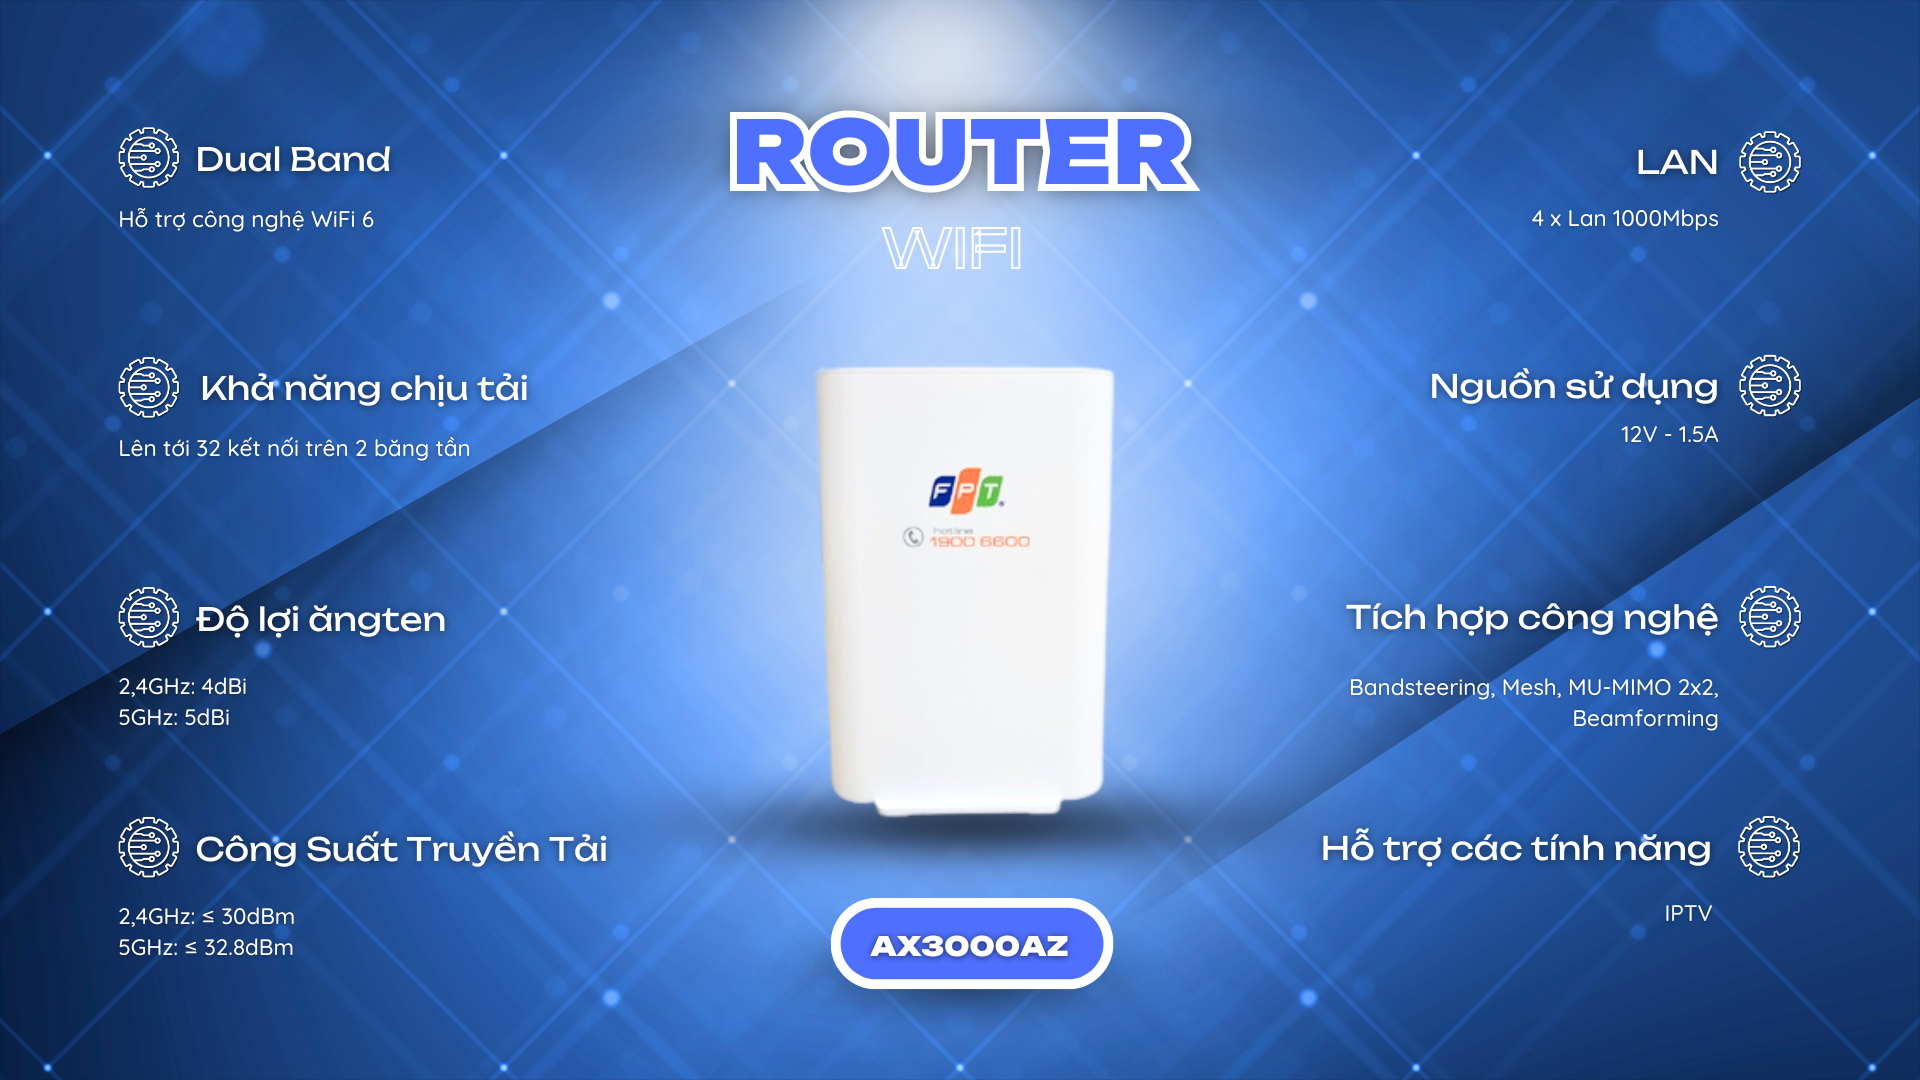 ROUTER
WIFI
Dual Band
Hỗ trợ công nghệ WiFi 6
Khả năng chịu tải
Lên tới 32 kết nối trên 2 băng tần
Độ lợi ăngten
2,4GHz: 4dBi
5GHz: 5dBi
Công Suất Truyền Tải
2,4GHz: ≤ 30dBm
5GHz: ≤ 32.8dBm
FPT
hotline
1900 6600
AX3000AZ
LAN
4 x Lan 1000Mbps
Nguồn sử dụng
12V - 1.5A
Tích hợp công nghệ
Bandsteering, Mesh, MU-MIMO 2x2,
Beamforming
Hỗ trợ các tính năng
IPTV